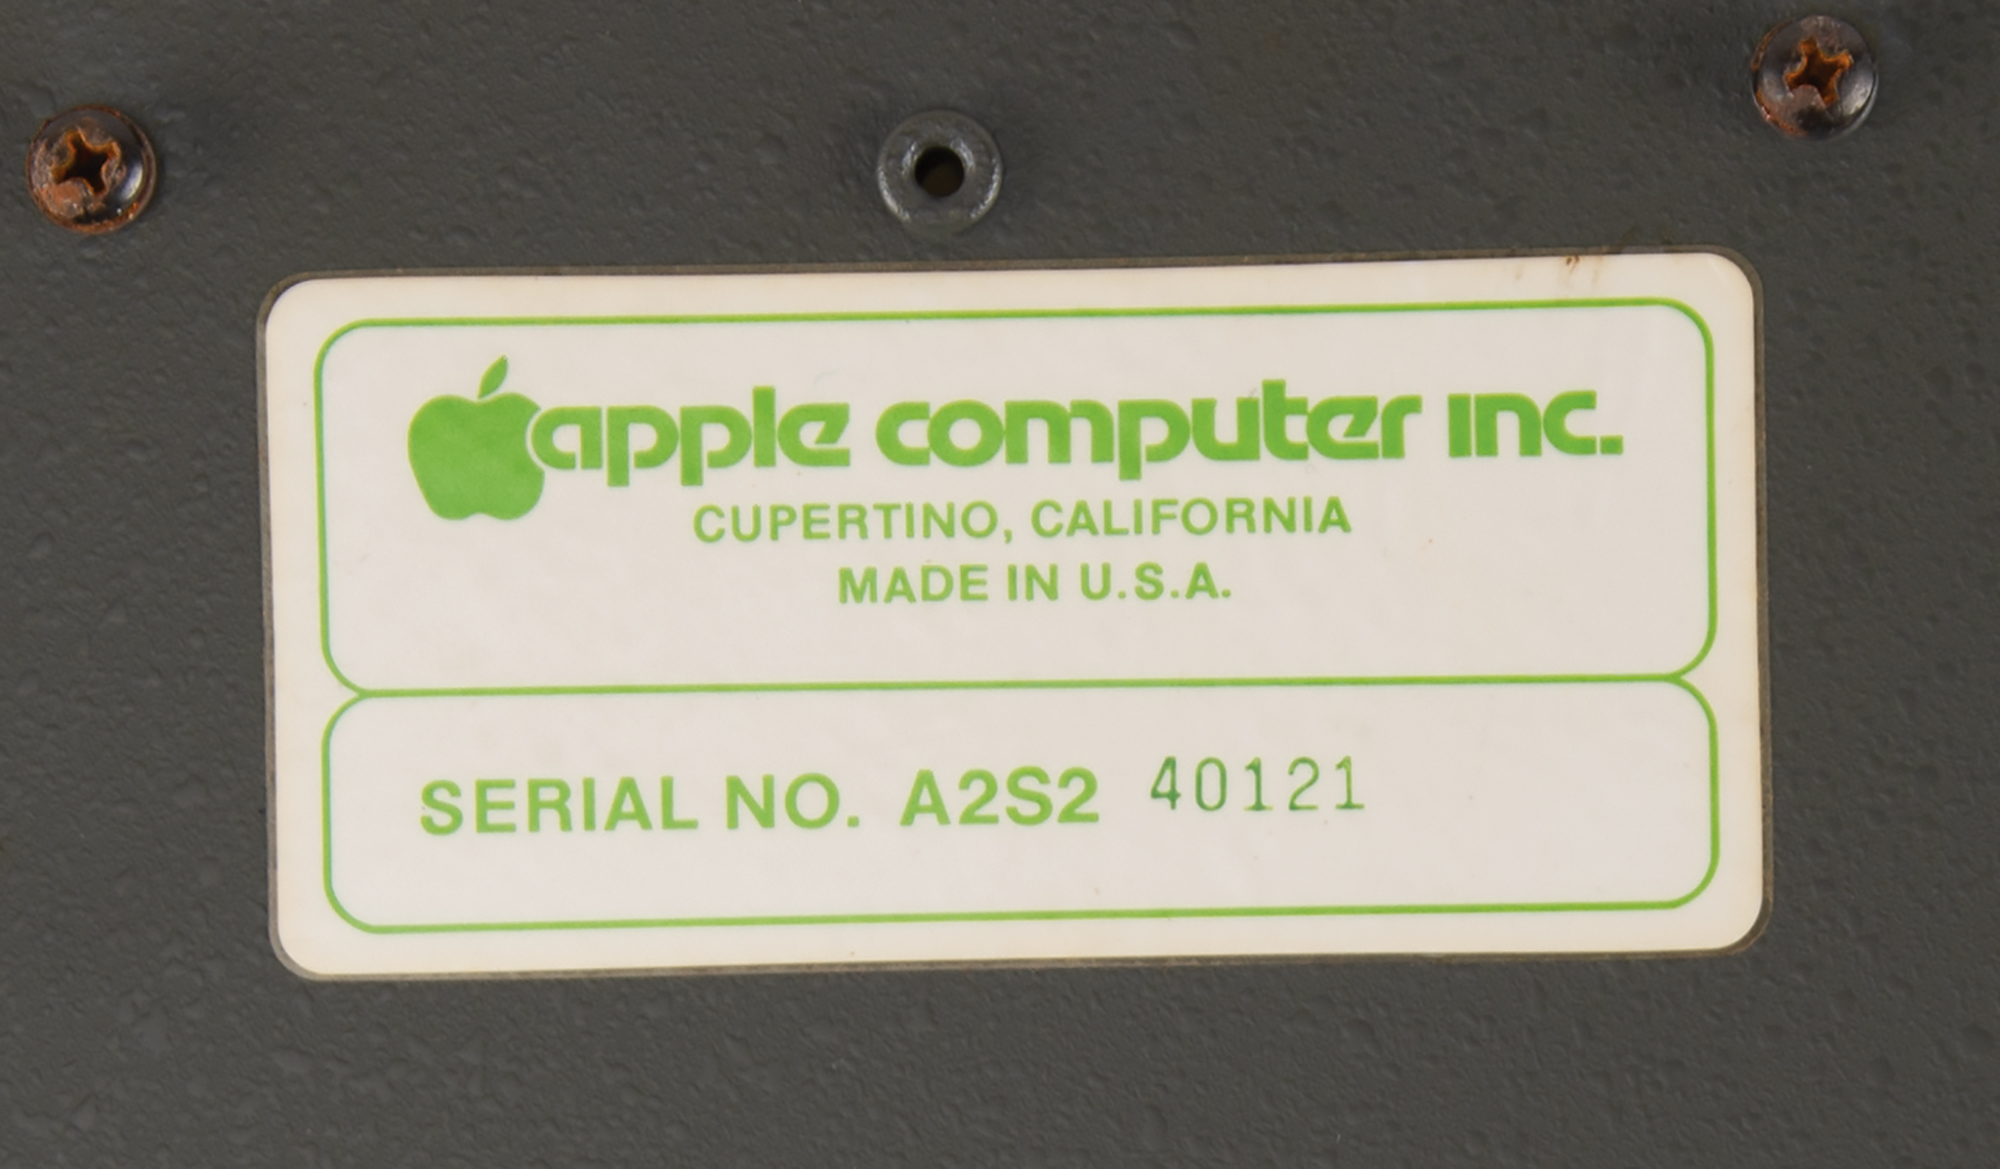 apple computer inc.
CUPERTINO, CALIFORNIA
MADE IN U.S.A.
SERIAL NO. A2S2 40121